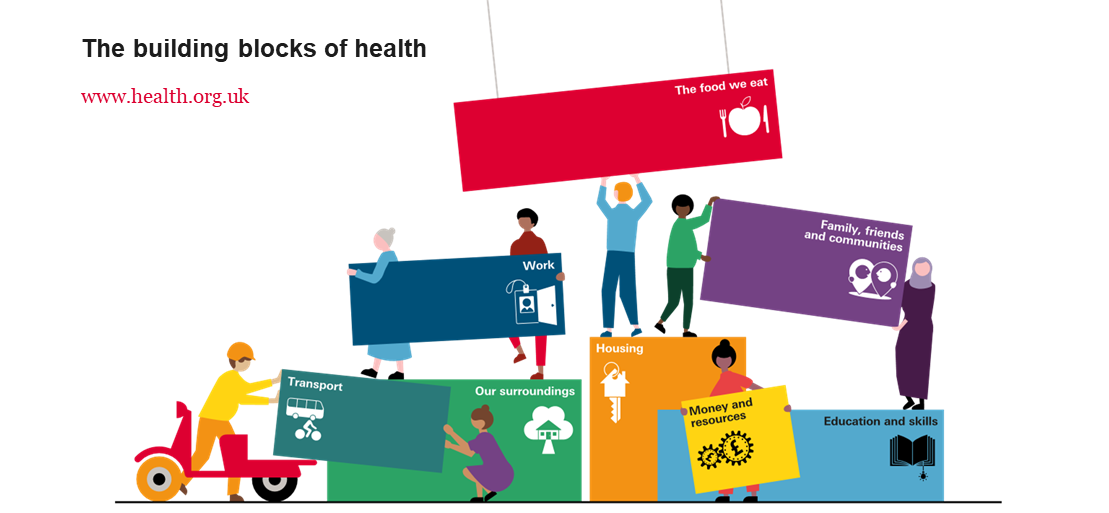 The building blocks of health
www.health.org.uk
The food we eat
Family, friends
and communities
Work
Housing
Transport
Our surroundings
Money and
resources
Education and skills
££